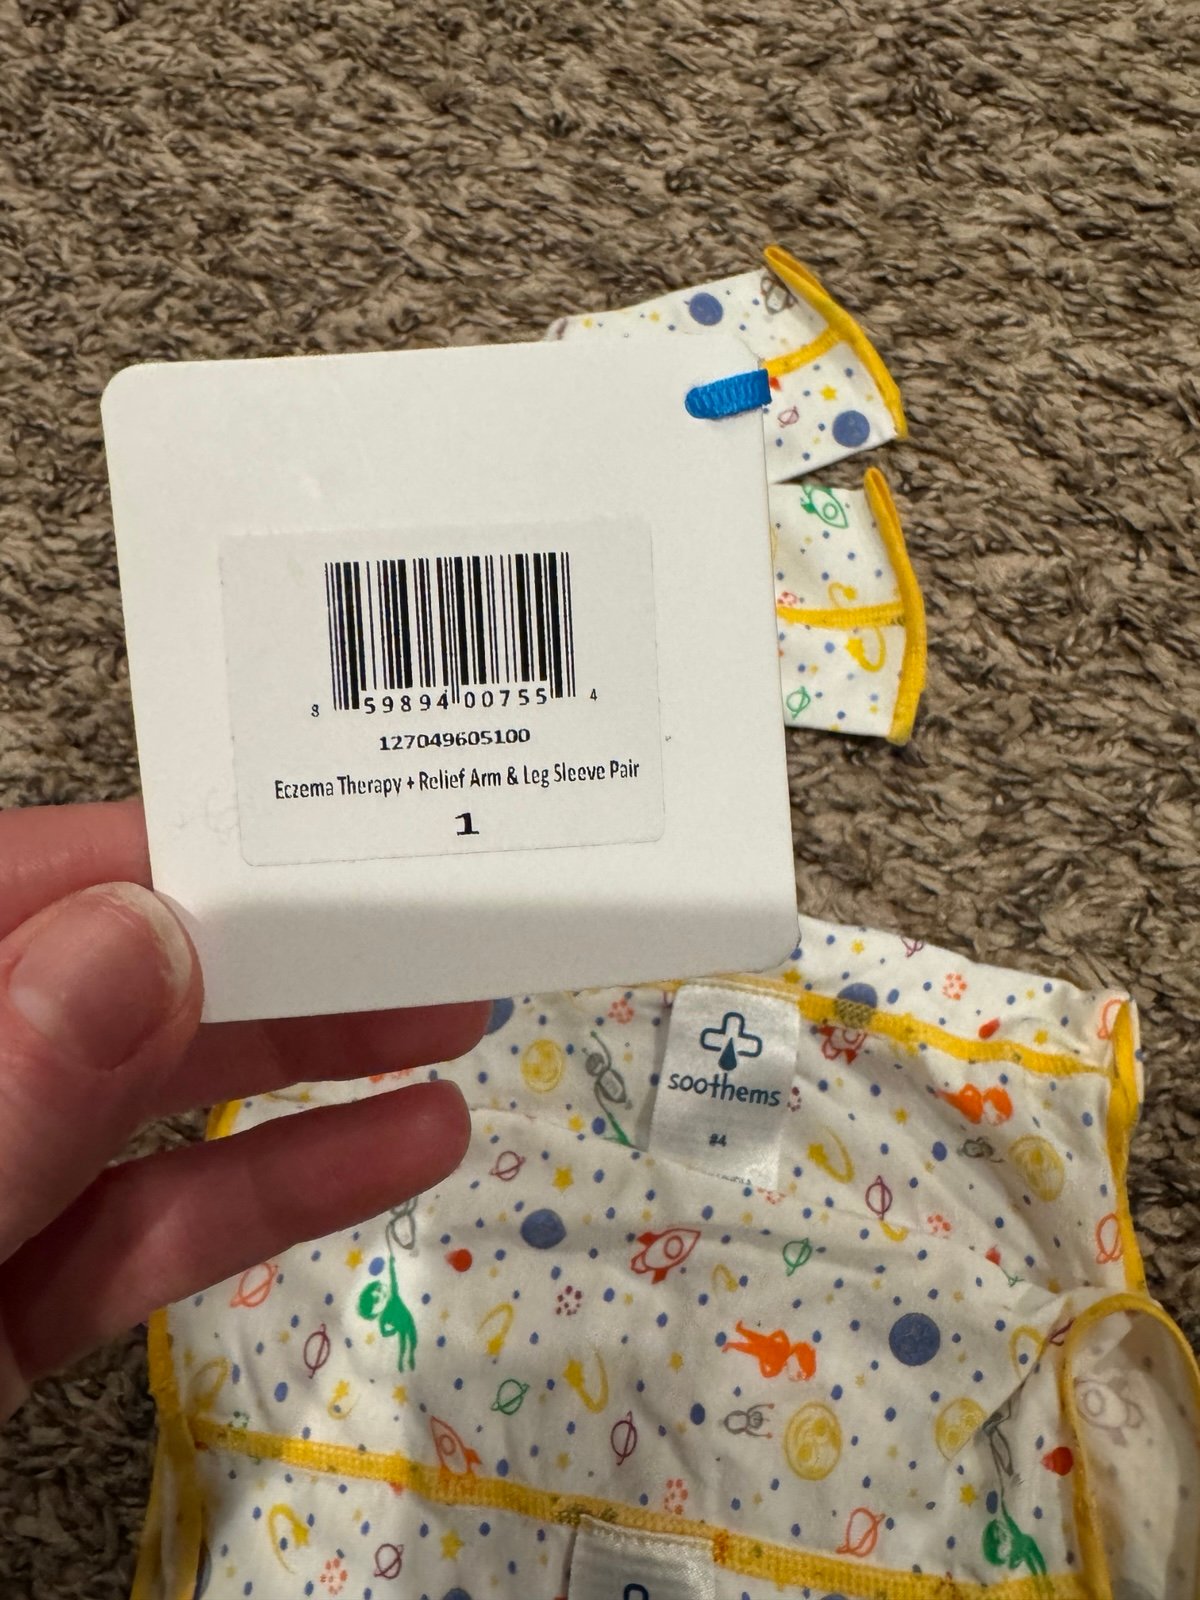 8 59894 00755 4
127049605100
Eczema Therapy + Relief Arm & Leg Sleeve Pair
1
soothems
#4